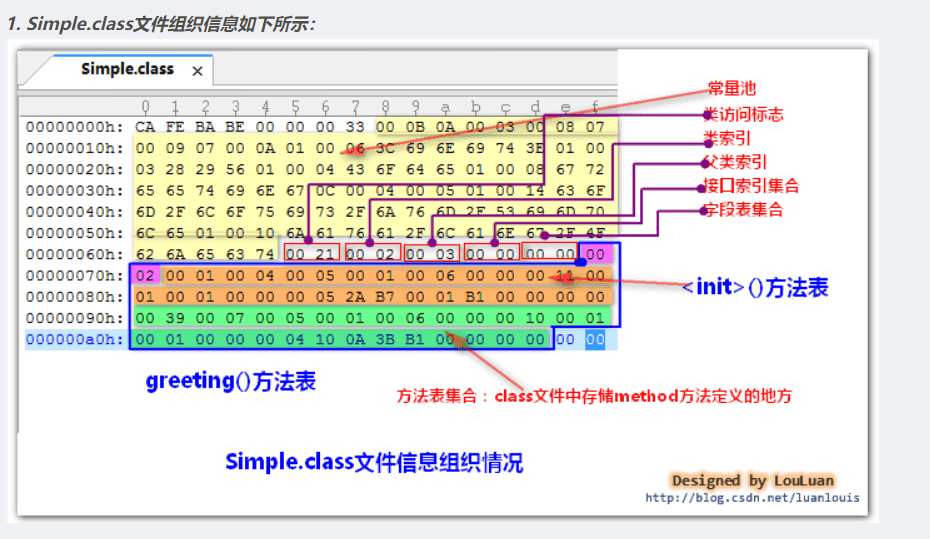 1. Simple.class文件组织信息如下所示：
Simple.class ×
0 1 2 3 4 5 6 7 8 9 a b c d e f
常量池
00000000h: CA FE BA BE 00 00 00 33 00 0B 0A 00 03 00 08 07
类访问标志
00000010h: 00 09 07 00 0A 01 00 06 3C 69 6E 69 74 3E 01 00
类索引
00000020h: 03 28 29 56 01 00 04 43 6F 64 65 01 00 08 67 72
父类索引
00000030h: 65 65 74 69 6E 67 0C 00 04 00 05 01 00 14 63 6F
接口索引集合
00000040h: 6D 2F 6C 6F 75 69 73 2F 6A 76 6D 2F 53 69 6D 70
字段表集合
00000050h: 6C 65 01 00 10 6A 61 76 61 2F 6C 61 6E 67 2F 4F
00000060h: 62 6A 65 63 74 00 21 00 02 00 03 00 00 00 00 00
00000070h: 02 00 01 00 04 00 05 00 01 00 06 00 00 00 11 00
<init>()方法表
00000080h: 01 00 01 00 00 00 05 2A B7 00 01 B1 00 00 00 00
00000090h: 00 39 00 07 00 05 00 01 00 06 00 00 00 10 00 01
000000a0h: 00 01 00 00 00 04 10 0A 3B B1 00 00 00 00 00 00
greeting()方法表
方法表集合：class文件中存储method方法定义的地方
Simple.class文件信息组织情况
Designed by LouLuan
http://blog.csdn.net/luanlouis